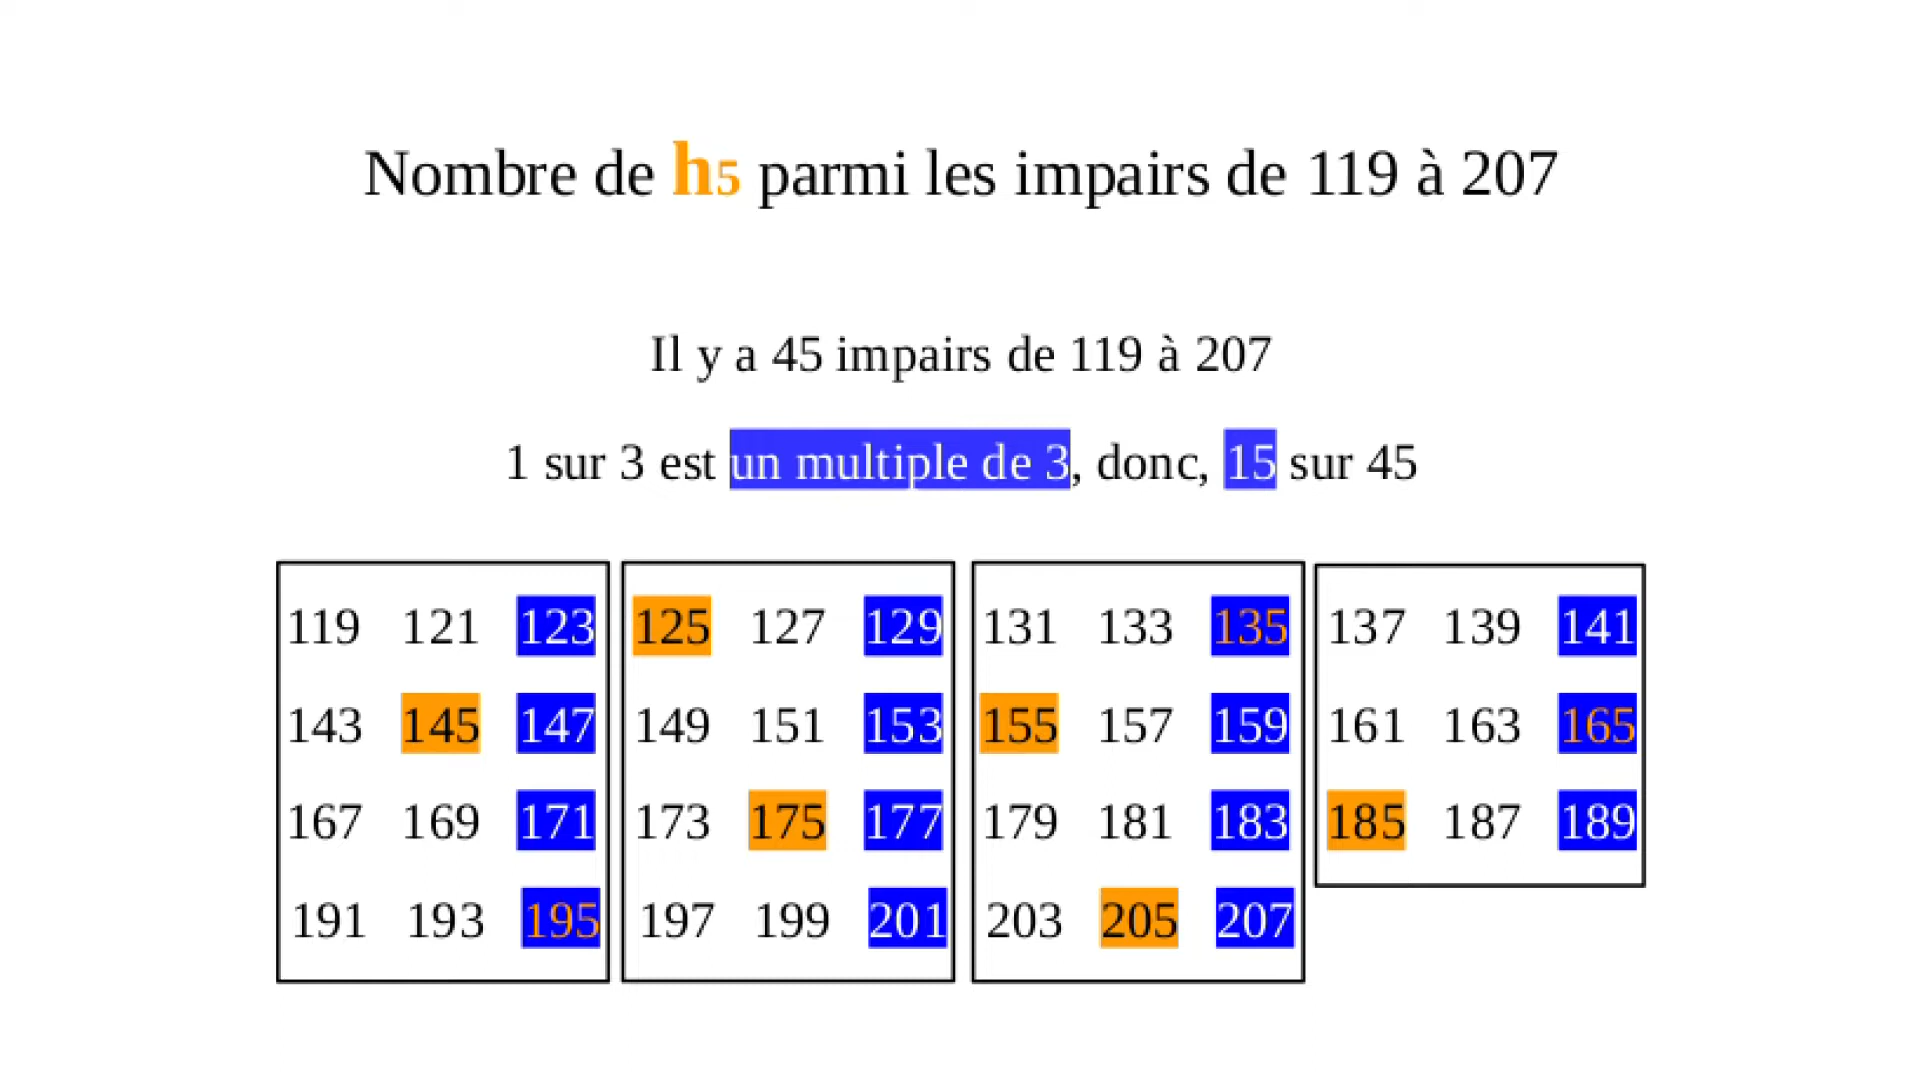 Nombre de h5 parmi les impairs de 119 à 207
Il y a 45 impairs de 119 à 207
1 sur 3 est un multiple de 3, donc, 15 sur 45
119 121 123 125 127 129 131 133 135 137 139 141
143 145 147 149 151 153 155 157 159 161 163 165
167 169 171 173 175 177 179 181 183 185 187 189
191 193 195 197 199 201 203 205 207